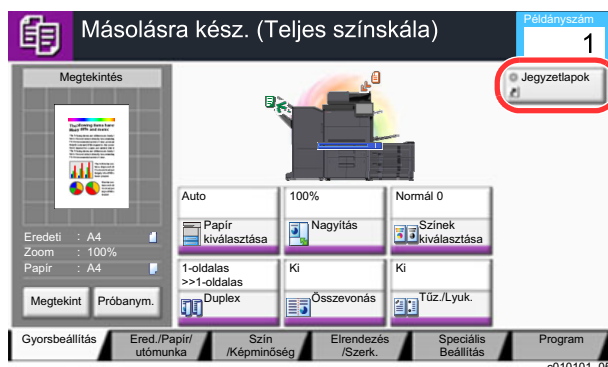 Másolásra kész. (Teljes színskála)
Példányszám
1
Megtekintés
Jegyzetlapok
Eredeti : A4
Zoom : 100%
Papír : A4
Megtekint
Próbanym.
Auto
Papír
kiválasztása
100%
Nagyítás
Normál 0
Színek
kiválasztása
1-oldalas
>>1-oldalas
Duplex
Ki
Összevonás
Ki
Tűz./Lyuk.
Gyorsbeállítás
Ered./Papír/
utómunka
Szín
/Képminőség
Elrendezés
/Szerk.
Speciális
Beállítás
Program